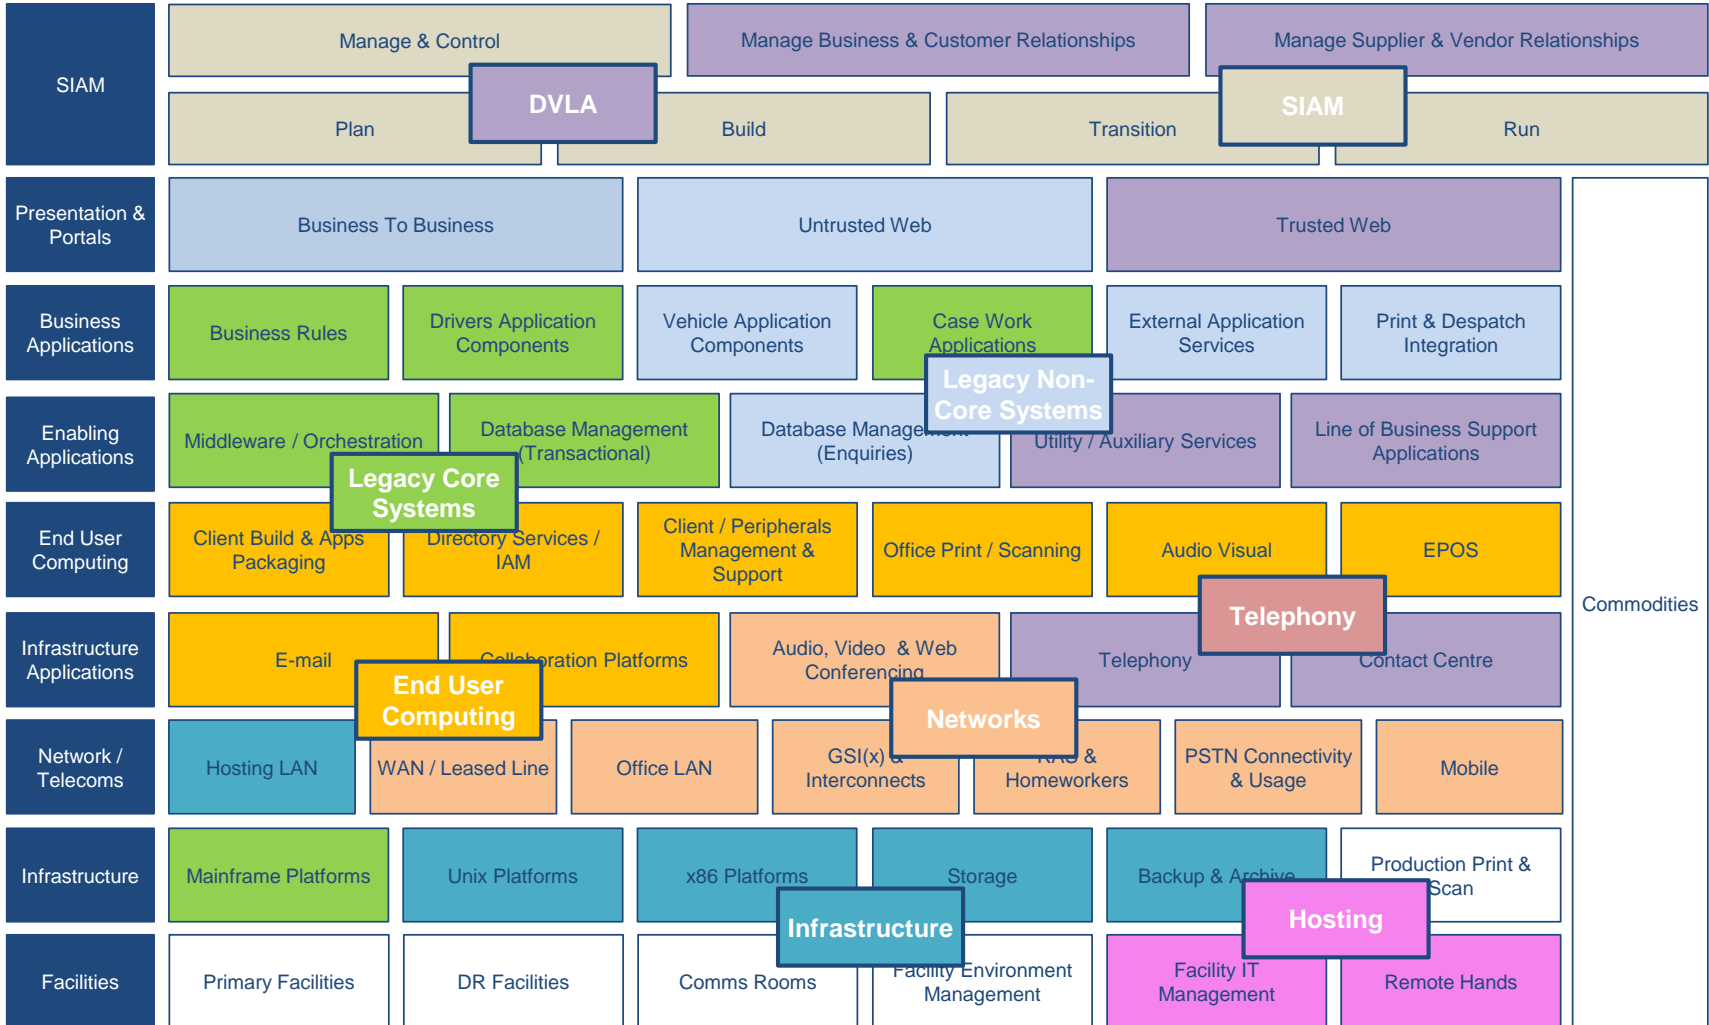 SIAM
Manage & Control
Manage Business & Customer Relationships
Manage Supplier & Vendor Relationships
DVLA
SIAM
Plan
Build
Transition
Run
Presentation &
Portals
Business To Business
Untrusted Web
Trusted Web
Commodities
Business
Applications
Business Rules
Drivers Application
Components
Vehicle Application
Components
Case Work
Applications
External Application
Services
Print & Despatch
Integration
Legacy Non-
Core Systems
Enabling
Applications
Middleware / Orchestration
Database Management
(Transactional)
Database Management
(Enquiries)
Utility / Auxiliary Services
Line of Business Support
Applications
Legacy Core
Systems
End User
Computing
Client Build & Apps
Packaging
Directory Services /
IAM
Client / Peripherals
Management &
Support
Office Print / Scanning
Audio Visual
EPOS
Telephony
Infrastructure
Applications
E-mail
Collaboration Platforms
Audio, Video & Web
Conferencing
Telephony
Contact Centre
End User
Computing
Networks
Network /
Telecoms
Hosting LAN
WAN / Leased Line
Office LAN
GSI(x) &
Interconnects
RAS &
Homeworkers
PSTN Connectivity
& Usage
Mobile
Infrastructure
Mainframe Platforms
Unix Platforms
x86 Platforms
Storage
Backup & Archive
Production Print &
Scan
Infrastructure
Hosting
Facilities
Primary Facilities
DR Facilities
Comms Rooms
Facility Environment
Management
Facility IT
Management
Remote Hands